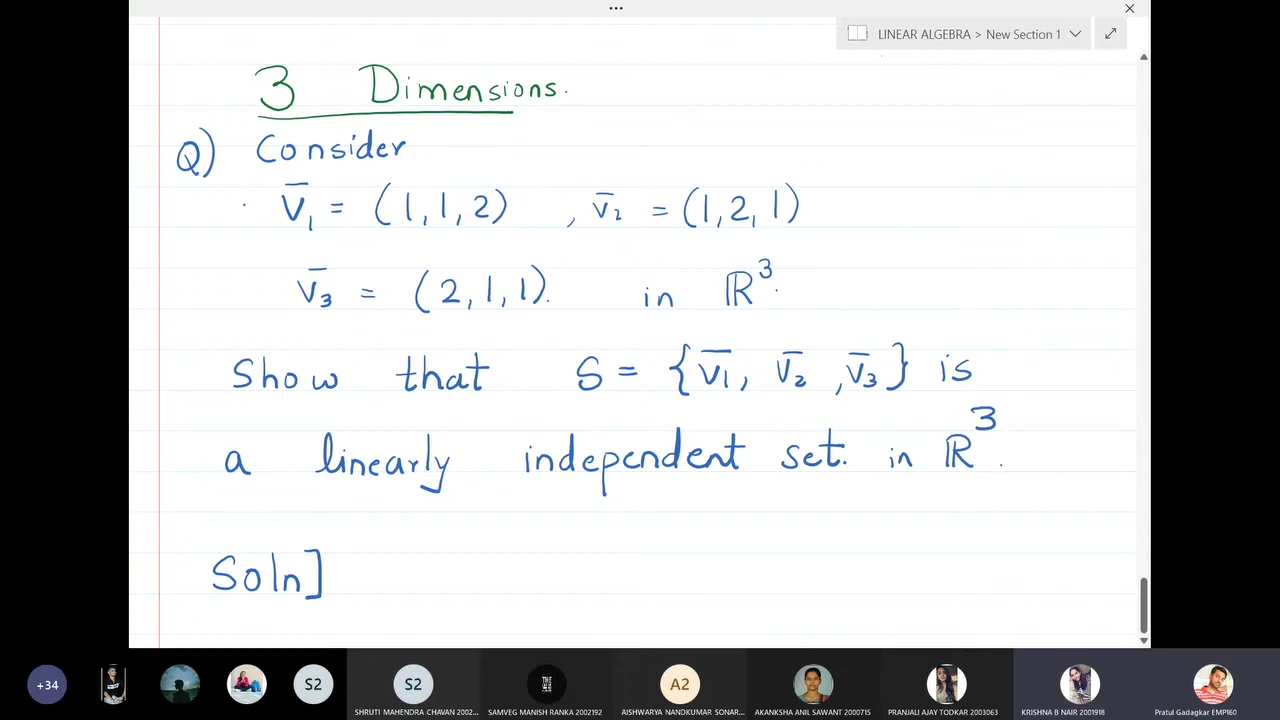 LINEAR ALGEBRA > New Section 1
3 Dimensions.
Q) Consider
V̄₁ = (1, 1, 2) , V̄₂ = (1, 2, 1)
V̄₃ = (2, 1, 1). in ℝ³.
Show that S = {V̄₁, V̄₂, V̄₃} is
a linearly independent set. in ℝ³.
Soln]
+34
S2
S2
A2
SHRUTI MAHENDRA CHAVAN 2002...
SAMVEG MANISH RANKA 2002192
AISHWARYA NANDKUMAR SONAR...
AKANKSHA ANIL SAWANT 2000715
PRANJALI AJAY TODKAR 2003063
KRISHNA B NAIR 2001918
Pratul Gadagkar EMP160